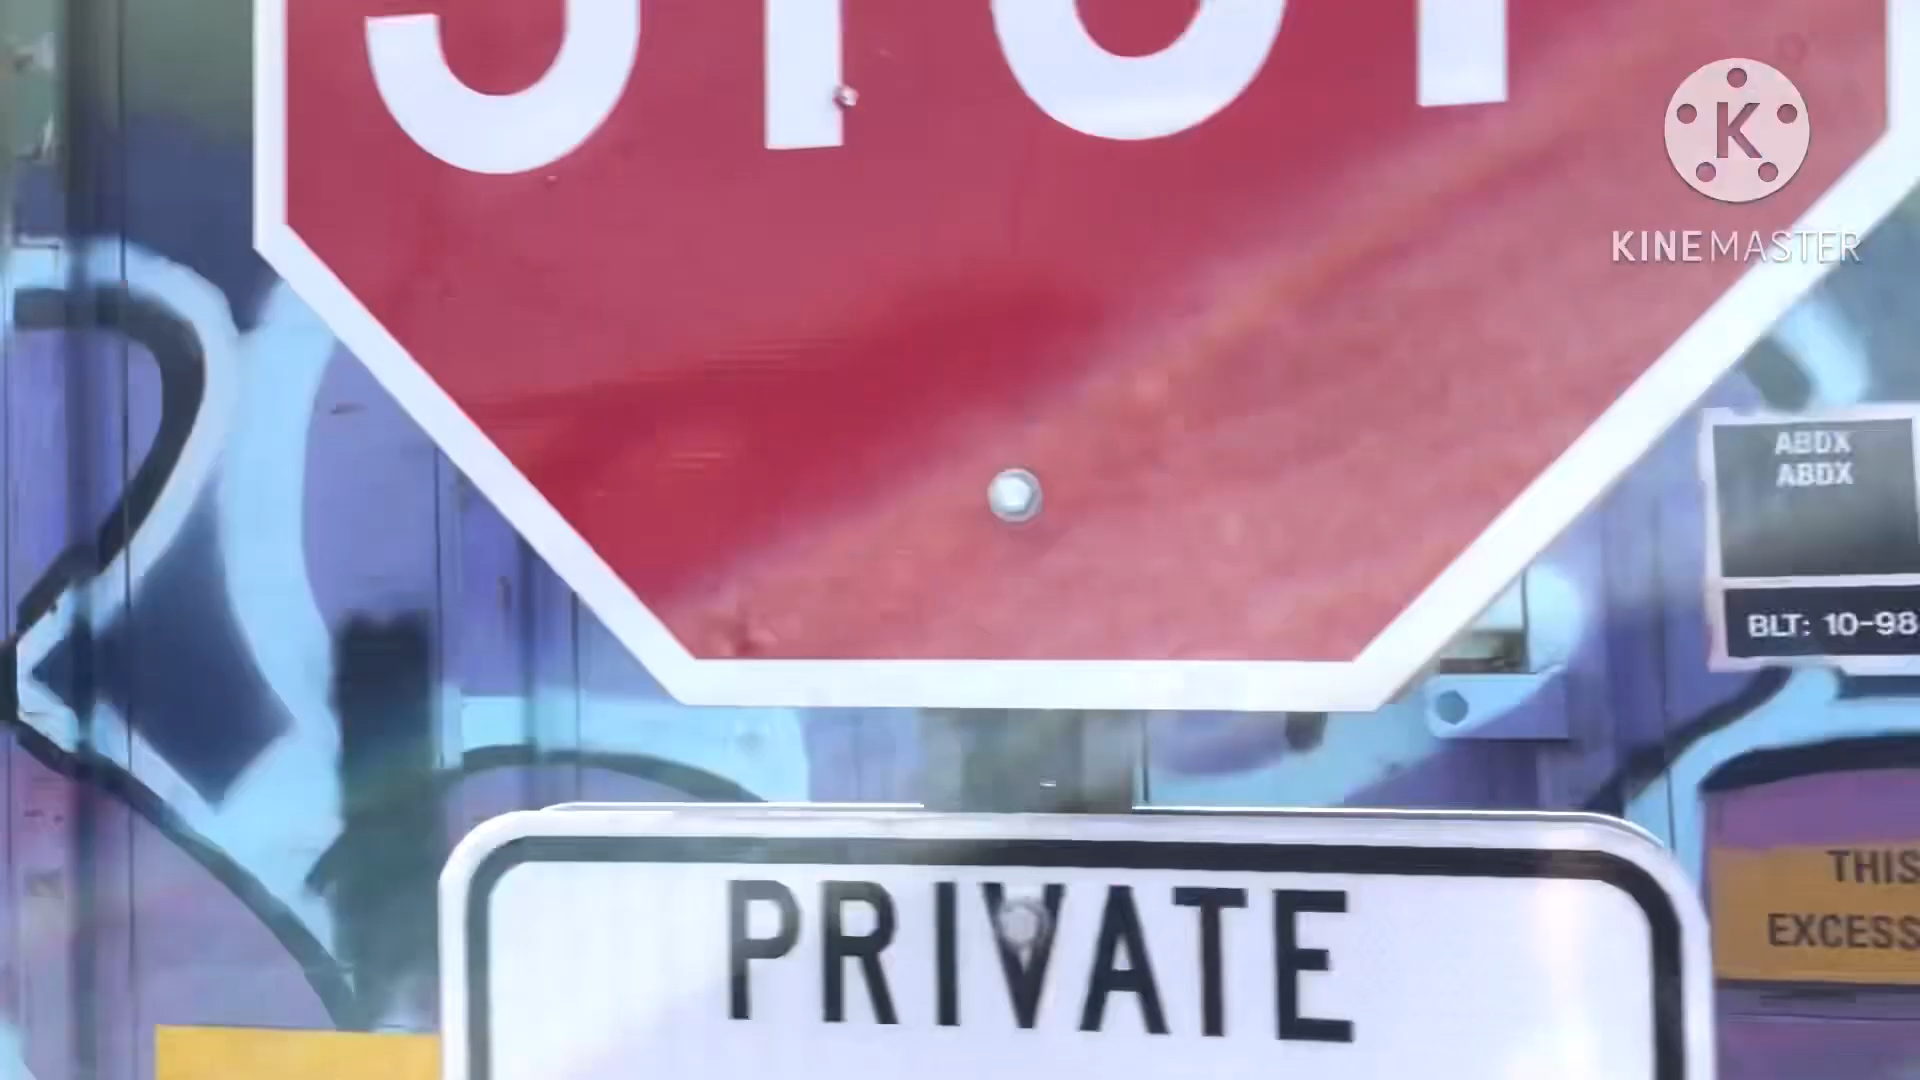 STOP
K
KINEMASTER
ABDX
ABDX
BLT: 10-98
PRIVATE
THIS
EXCESS